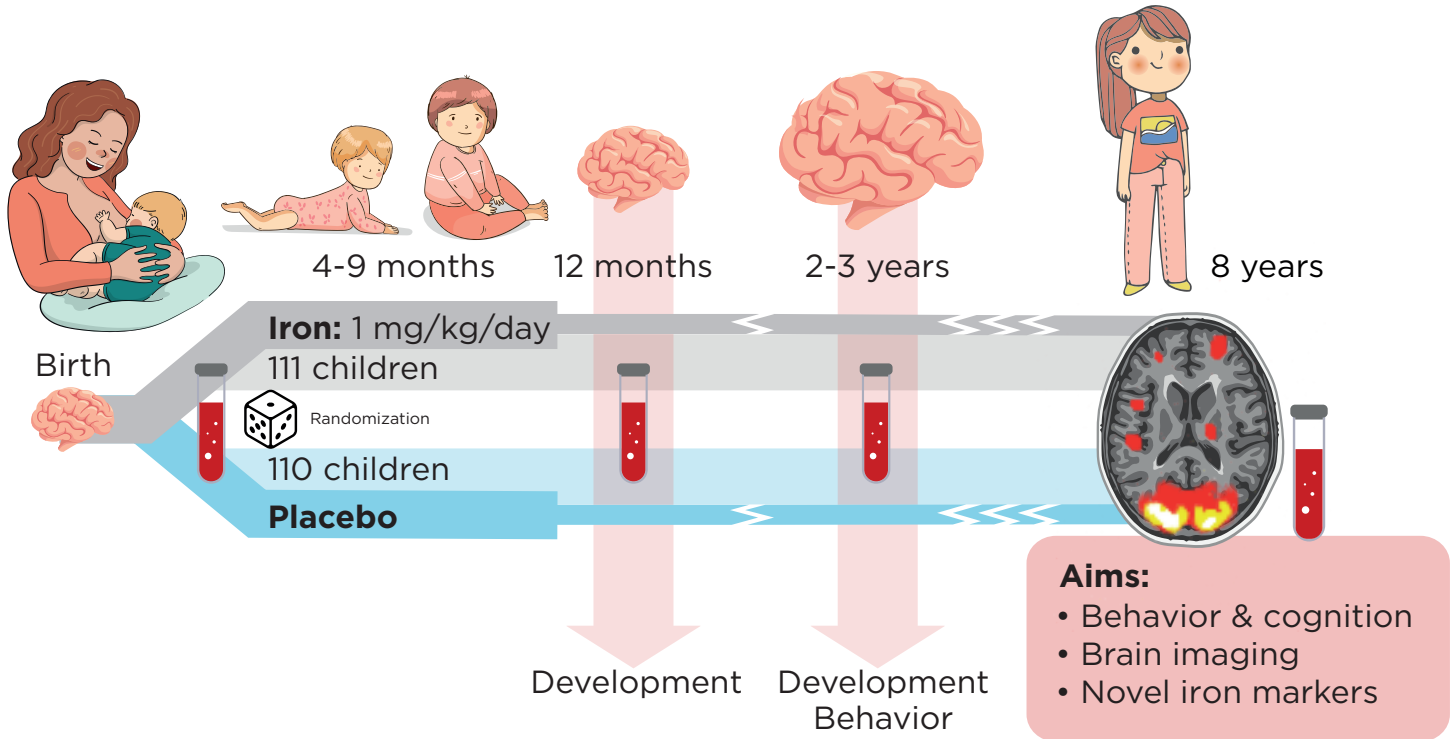 4-9 months
12 months
2-3 years
8 years
Birth
Iron: 1 mg/kg/day
111 children
Randomization
110 children
Placebo
Development
Development
Behavior
Aims:
• Behavior & cognition
• Brain imaging
• Novel iron markers